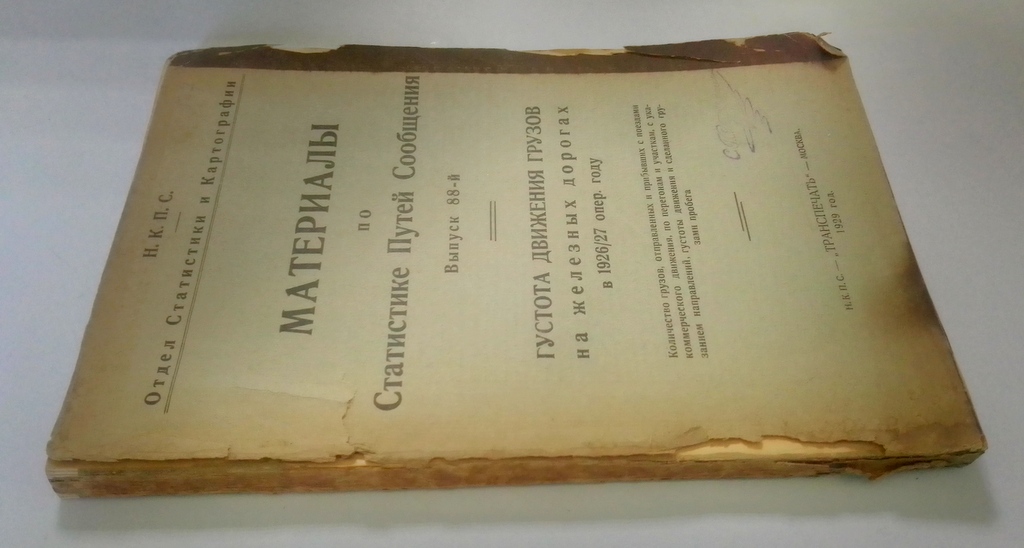 Н. К. П. С.
Отдел Статистики и Картографии
МАТЕРИАЛЫ
по
Статистике Путей Сообщения
Выпуск 88-й
ГУСТОТА ДВИЖЕНИЯ ГРУЗОВ
на железных дорогах
в 1926/27 опер. году
Количество грузов, отправленных и прибывших с поездами
коммерческого движения, по перегонам и участкам, с ука-
занием направлений, густоты движения и сделанного гру-
зами пробега
Н. К. П. С. — „ТРАНСПЕЧАТЬ“ — МОСКВА.
1929 год.